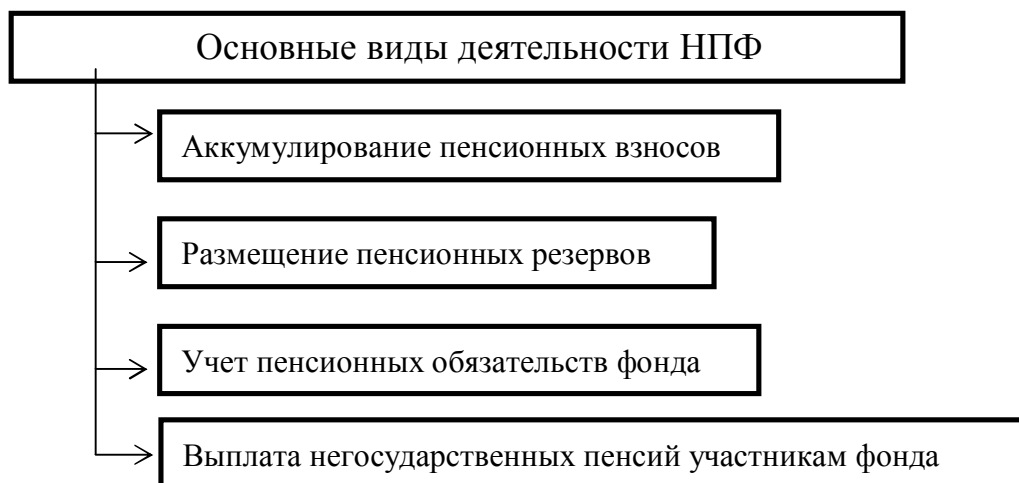 Основные виды деятельности НПФ
Аккумулирование пенсионных взносов
Размещение пенсионных резервов
Учет пенсионных обязательств фонда
Выплата негосударственных пенсий участникам фонда